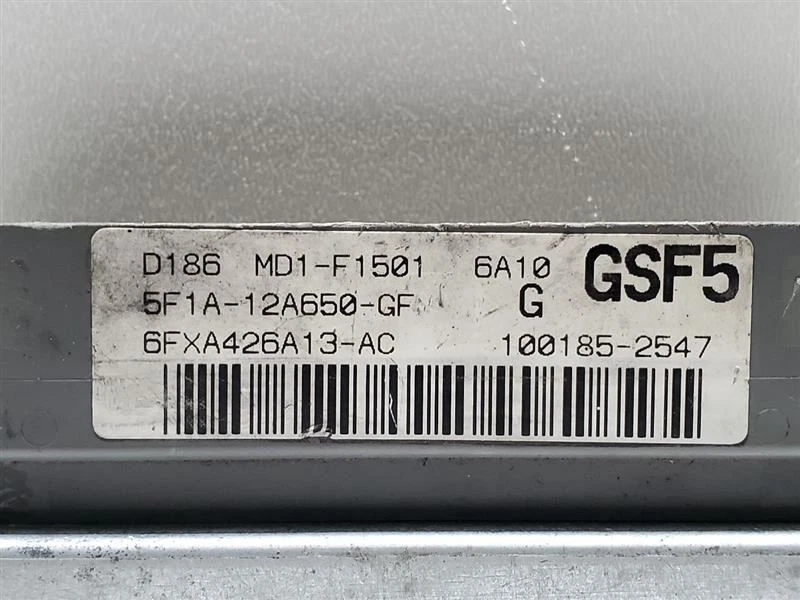 D186 MD1-F1501 6A10 GSF5
5F1A-12A650-GF G
6FXA426A13-AC 100185-2547